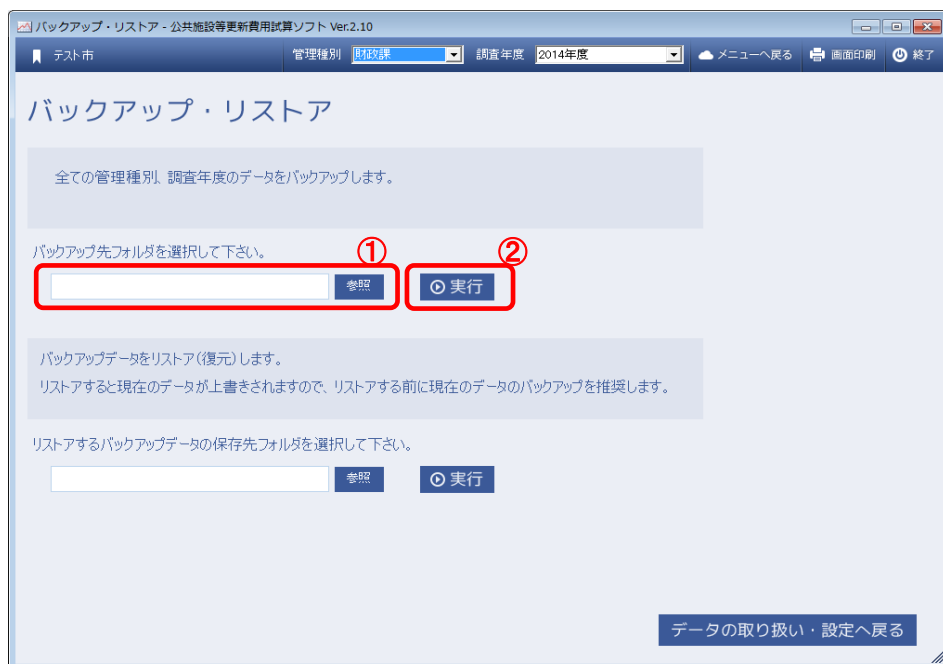 バックアップ・リストア - 公共施設等更新費用試算ソフト Ver.2.10
テスト市 管理種別 財政課 調査年度 2014年度 メニューへ戻る 画面印刷 終了
バックアップ・リストア
全ての管理種別、調査年度のデータをバックアップします。
バックアップ先フォルダを選択して下さい。 ① ②
参照 実行
バックアップデータをリストア(復元)します。
リストアすると現在のデータが上書きされますので、リストアする前に現在のデータのバックアップを推奨します。
リストアするバックアップデータの保存先フォルダを選択して下さい。
参照 実行
データの取り扱い・設定へ戻る